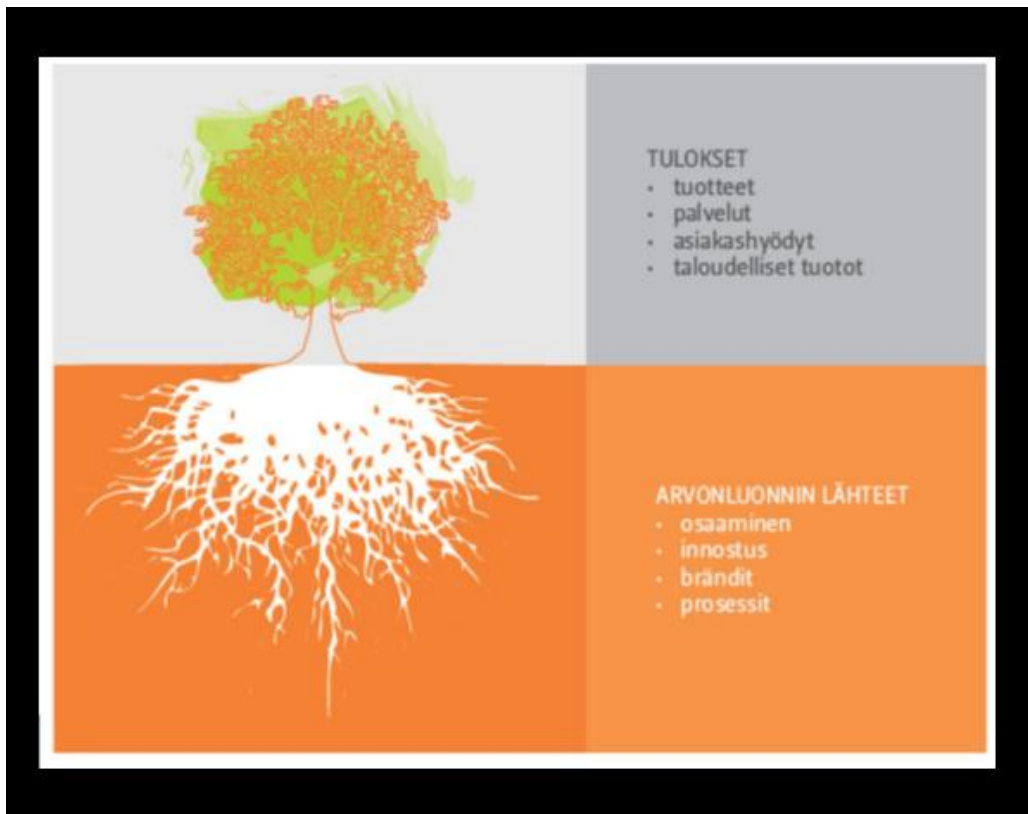 TULOKSET
• tuotteet
• palvelut
• asiakashyödyt
• taloudelliset tuotot
ARVONLUONNIN LÄHTEET
• osaaminen
• innostus
• brändit
• prosessit